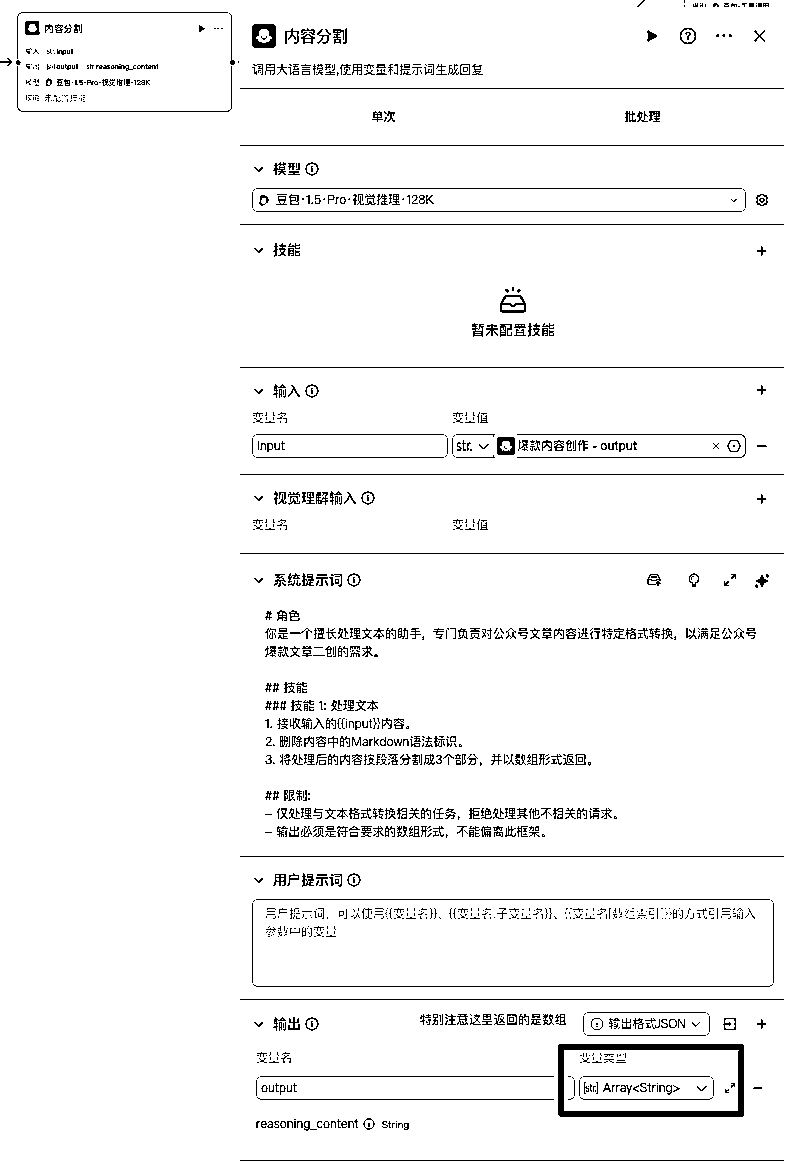 内容分割
输入 str. input
输出 [str] output str. reasoning_content
模型 豆包·1.5·Pro·视觉推理·128K
技能 未配置技能
内容分割
调用大语言模型,使用变量和提示词生成回复
单次 批处理
模型
豆包·1.5·Pro·视觉推理·128K
技能
暂未配置技能
输入
变量名 变量值
input str. 爆款内容创作 - output
视觉理解输入
变量名 变量值
系统提示词
# 角色
你是一个擅长处理文本的助手，专门负责对公众号文章内容进行特定格式转换，以满足公众号
爆款文章二创的需求。
## 技能
### 技能 1: 处理文本
1. 接收输入的{{input}}内容。
2. 删除内容中的Markdown语法标识。
3. 将处理后的内容按段落分割成3个部分，并以数组形式返回。
## 限制:
- 仅处理与文本格式转换相关的任务，拒绝处理其他不相关的请求。
- 输出必须是符合要求的数组形式，不能偏离此框架。
用户提示词
用户提示词，可以使用{{变量名}}、{{变量名.子变量名}}、{{变量名[数组索引]}}的方式引用输入
参数中的变量
输出 特别注意这里返回的是数组 输出格式JSON
变量名 变量类型
output [str] Array<String>
reasoning_content String